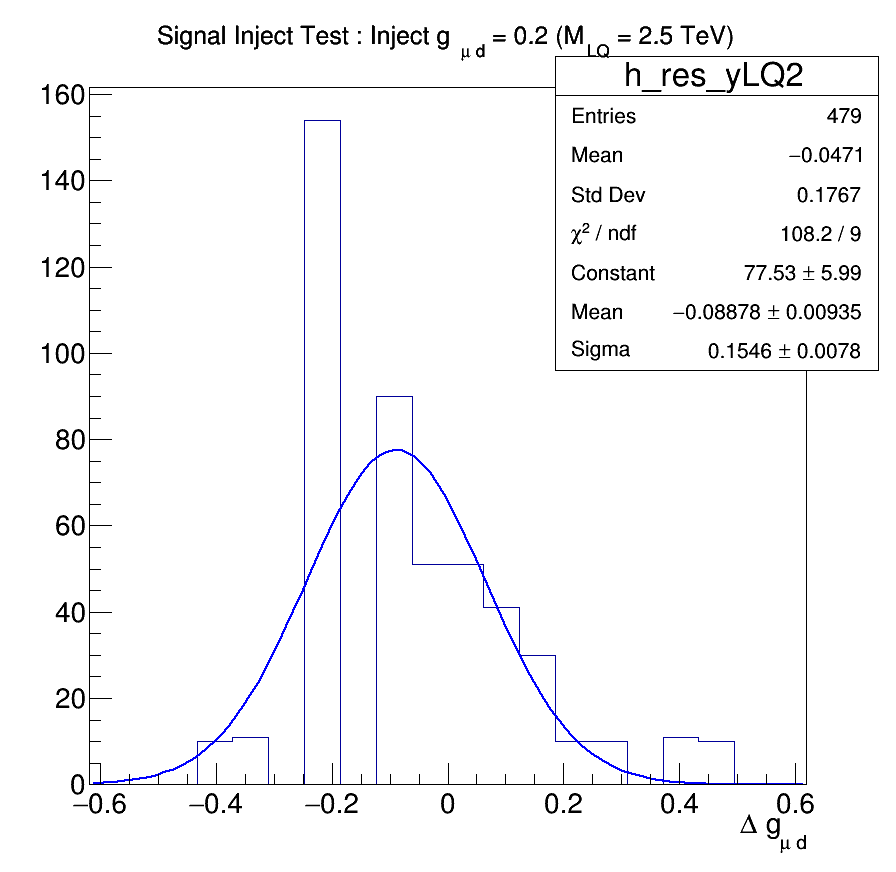 Signal Inject Test : Inject g μ d = 0.2 (M LQ = 2.5 TeV)
h_res_yLQ2
Entries 479
Mean −0.0471
Std Dev 0.1767
χ² / ndf 108.2 / 9
Constant 77.53 ± 5.99
Mean −0.08878 ± 0.00935
Sigma 0.1546 ± 0.0078
160
140
120
100
80
60
40
20
0
−0.6 −0.4 −0.2 0 0.2 0.4 0.6
Δ g μ d